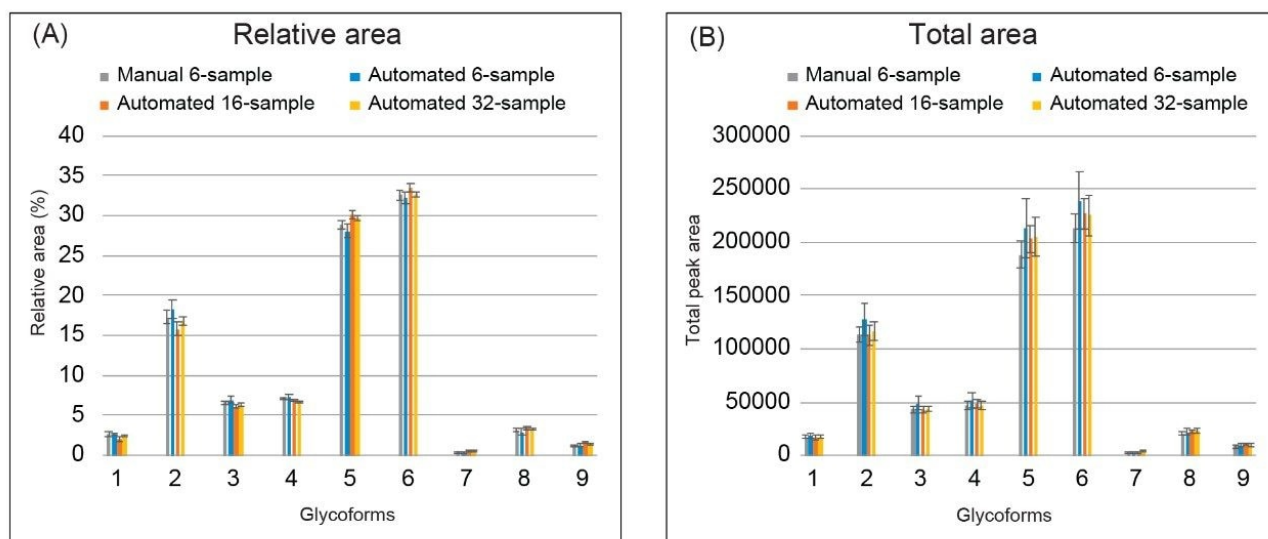 (A) Relative area
Manual 6-sample Automated 6-sample
Automated 16-sample Automated 32-sample
40
35
30
25
20
15
10
5
0
Relative area (%)
1 2 3 4 5 6 7 8 9
Glycoforms
(B) Total area
Manual 6-sample Automated 6-sample
Automated 16-sample Automated 32-sample
300000
250000
200000
150000
100000
50000
0
Total peak area
1 2 3 4 5 6 7 8 9
Glycoforms